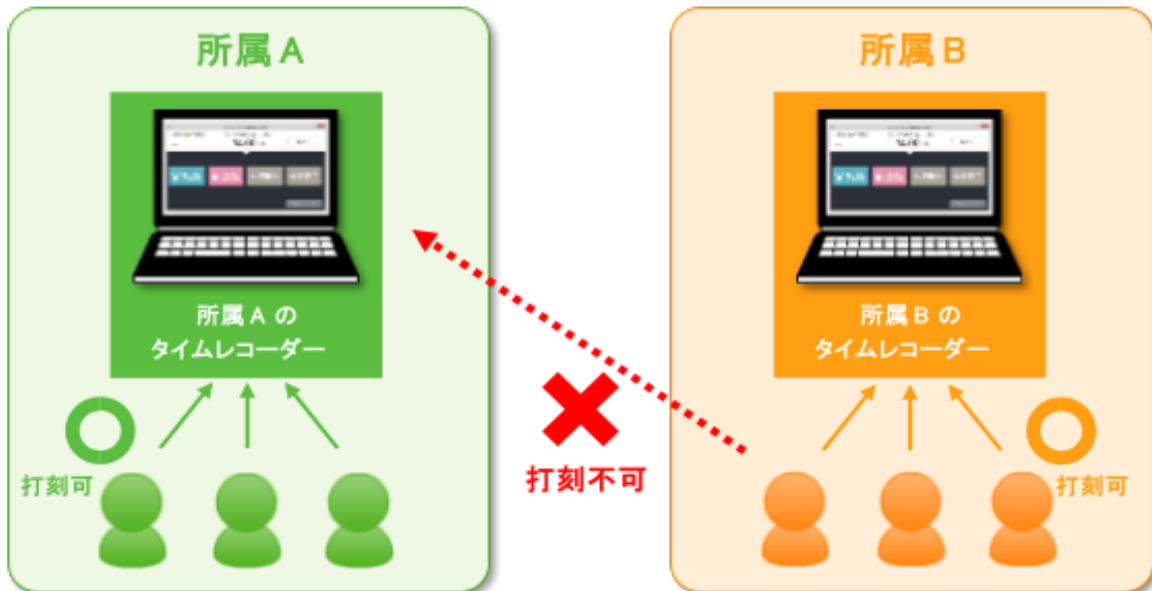 所属A
所属B
所属A の
タイムレコーダー
所属B の
タイムレコーダー
打刻可
打刻不可
打刻可